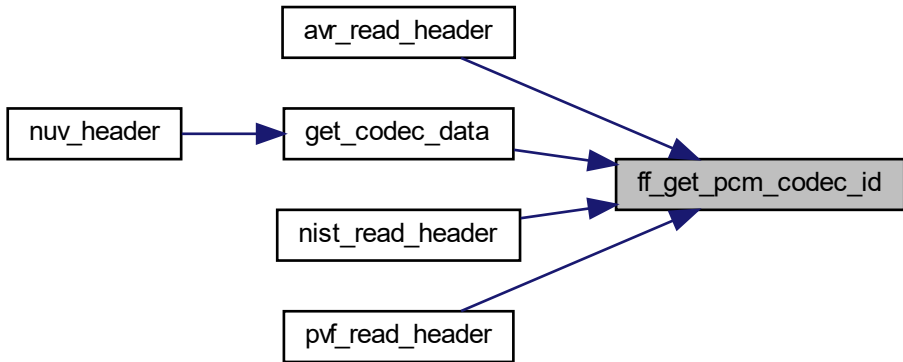 avr_read_header
nuv_header
get_codec_data
ff_get_pcm_codec_id
nist_read_header
pvf_read_header